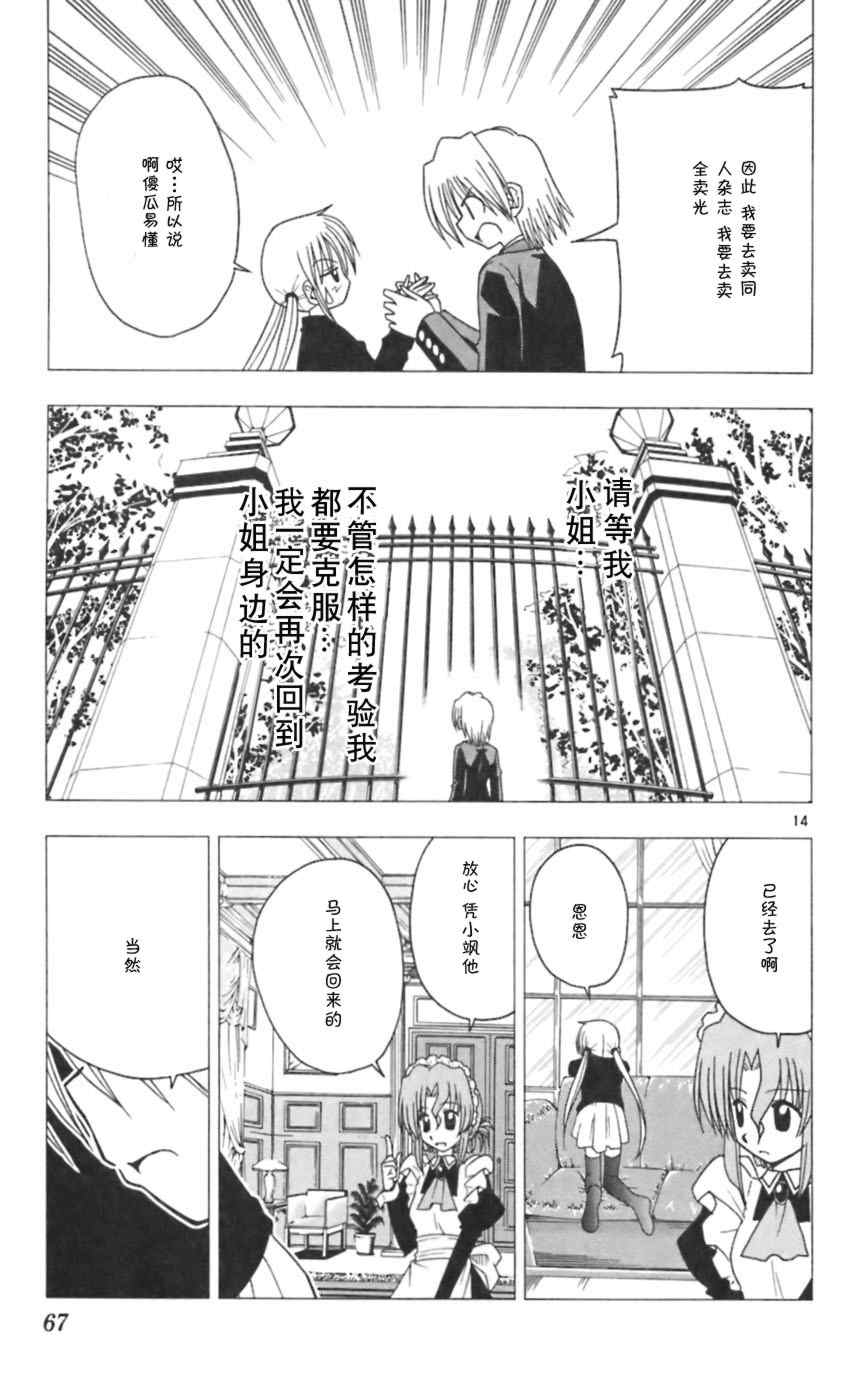 因此 我要去卖同
人杂志 我要去卖
全卖光
哎…所以说
啊傻瓜易懂
请等我
小姐…
不管怎样的考验我
都要克服…
我一定会再次回到
小姐身边的
14
已经去了啊
恩恩
放心 凭小飒他
马上就会回来的
当然
67